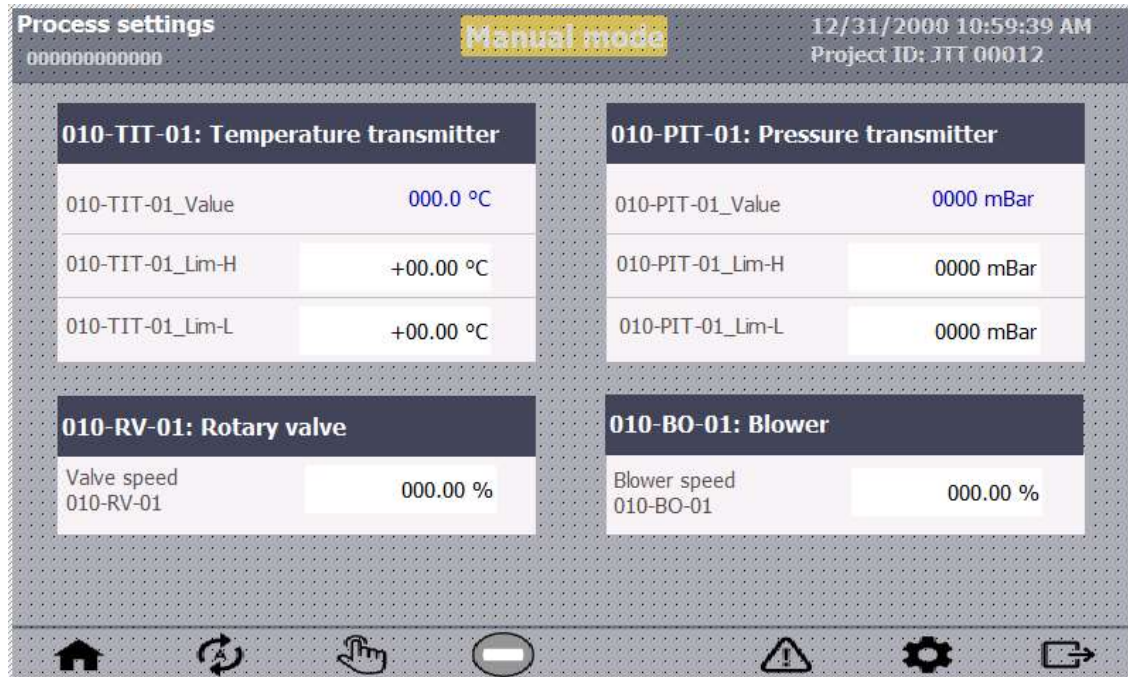 Process settings
000000000000
Manual mode
12/31/2000 10:59:39 AM
Project ID: JTT 00012
010-TIT-01: Temperature transmitter
010-TIT-01_Value 000.0 °C
010-TIT-01_Lim-H +00.00 °C
010-TIT-01_Lim-L +00.00 °C
010-PIT-01: Pressure transmitter
010-PIT-01_Value 0000 mBar
010-PIT-01_Lim-H 0000 mBar
010-PIT-01_Lim-L 0000 mBar
010-RV-01: Rotary valve
Valve speed
010-RV-01
000.00 %
010-BO-01: Blower
Blower speed
010-BO-01
000.00 %
A